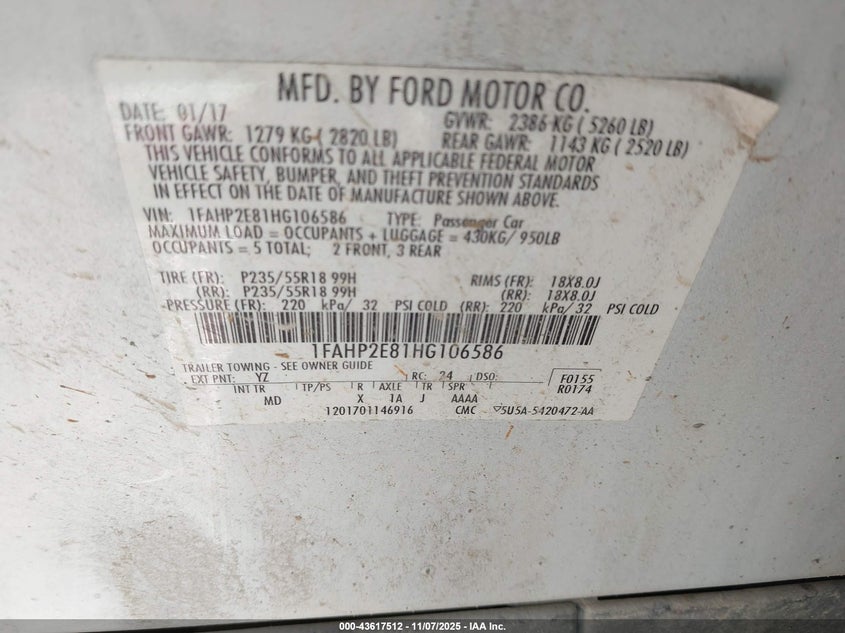 MFD. BY FORD MOTOR CO.
DATE: 01/17 GVWR: 2386 KG ( 5260 LB)
FRONT GAWR: 1279 KG ( 2820 LB) REAR GAWR: 1143 KG ( 2520 LB)
THIS VEHICLE CONFORMS TO ALL APPLICABLE FEDERAL MOTOR
VEHICLE SAFETY, BUMPER, AND THEFT PREVENTION STANDARDS
IN EFFECT ON THE DATE OF MANUFACTURE SHOWN ABOVE.
VIN: 1FAHP2E81HG106586 TYPE: Passenger Car
MAXIMUM LOAD = OCCUPANTS + LUGGAGE = 430KG/ 950LB
OCCUPANTS = 5 TOTAL; 2 FRONT, 3 REAR
TIRE (FR): P235/55R18 99H RIMS (FR): 18X8.0J
(RR): P235/55R18 99H (RR): 18X8.0J
PRESSURE (FR): 220 kPa/ 32 PSI COLD (RR): 220 kPa/ 32 PSI COLD
1FAHP2E81HG106586
TRAILER TOWING - SEE OWNER GUIDE
EXT PNT: YZ RC: 24 DSO: F0155
INT TR TP/PS R AXLE TR SPR R0174
MD X 1A J AAAA
1201701146916 CMC 5U5A-5420472-AA
000-43617512 - 11/07/2025 - IAA Inc.